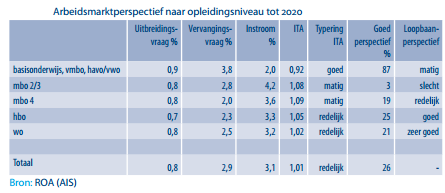 Arbeidsmarktperspectief naar opleidingsniveau tot 2020
Uitbreidings- Vervangings- Instroom ITA Typering Goed Loopbaan-
vraag % vraag % % ITA perspectief perspectief
%
basisonderwijs, vmbo, havo/vwo 0,9 3,8 2,0 0,92 goed 87 matig
mbo 2/3 0,8 2,8 4,2 1,08 matig 3 slecht
mbo 4 0,8 2,0 3,6 1,09 matig 19 redelijk
hbo 0,7 2,3 3,3 1,05 redelijk 25 goed
wo 0,8 2,5 3,2 1,02 redelijk 21 zeer goed
Totaal
0,8 2,9 3,1 1,01 redelijk 26 -
Bron: ROA (AIS)